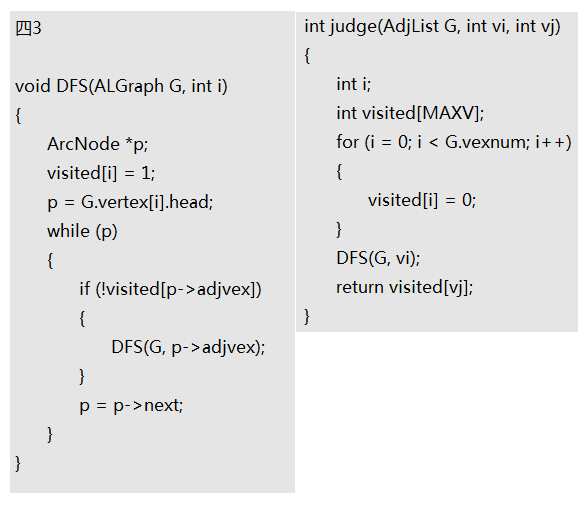 四3
void DFS(ALGraph G, int i)
{
ArcNode *p;
visited[i] = 1;
p = G.vertex[i].head;
while (p)
{
if (!visited[p->adjvex])
{
DFS(G, p->adjvex);
}
p = p->next;
}
}
int judge(AdjList G, int vi, int vj)
{
int i;
int visited[MAXV];
for (i = 0; i < G.vexnum; i++)
{
visited[i] = 0;
}
DFS(G, vi);
return visited[vj];
}